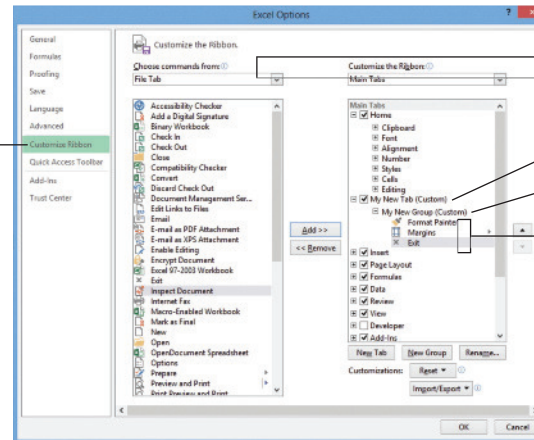 Excel Options
?
General
Formulas
Proofing
Save
Language
Advanced
Customize Ribbon
Quick Access Toolbar
Add-Ins
Trust Center
Customize the Ribbon.
Choose commands from:
File Tab
Accessibility Checker
Add a Digital Signature
Binary Workbook
Check In
Check Out
Close
Compatibility Checker
Convert
Discard Check Out
Document Management Ser...
Edit Links to Files
Email
E-mail as PDF Attachment
E-mail as XPS Attachment
Enable Editing
Encrypt Document
Excel 97-2003 Workbook
Exit
Inspect Document
Internet Fax
Macro-Enabled Workbook
Mark as Final
New
Open
OpenDocument Spreadsheet
Options
Prepare
Preview and Print
Print Preview and Print
Add >>
<< Remove
Customize the Ribbon:
Main Tabs
Main Tabs
Home
Clipboard
Font
Alignment
Number
Styles
Cells
Editing
My New Tab (Custom)
My New Group (Custom)
Format Painter
Margins
Exit
Insert
Page Layout
Formulas
Data
Review
View
Developer
Add-Ins
New Tab New Group Rename...
Customizations: Reset
Import/Export
OK Cancel